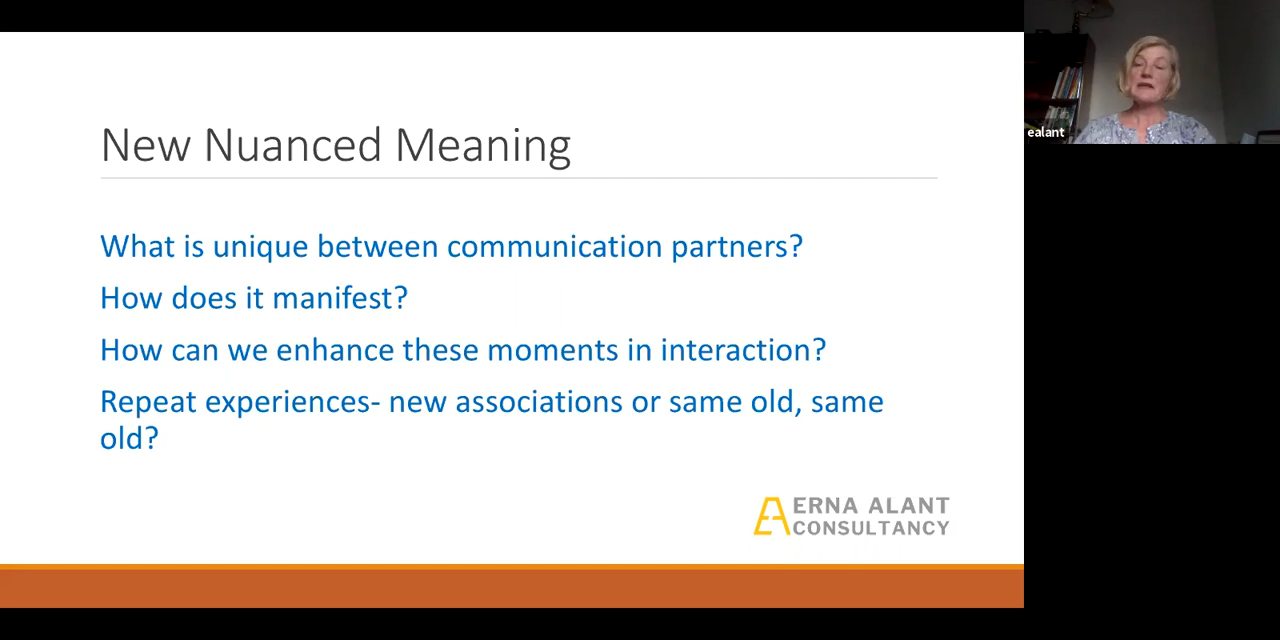 New Nuanced Meaning
What is unique between communication partners?
How does it manifest?
How can we enhance these moments in interaction?
Repeat experiences- new associations or same old, same
old?
ERNA ALANT
CONSULTANCY
ealant